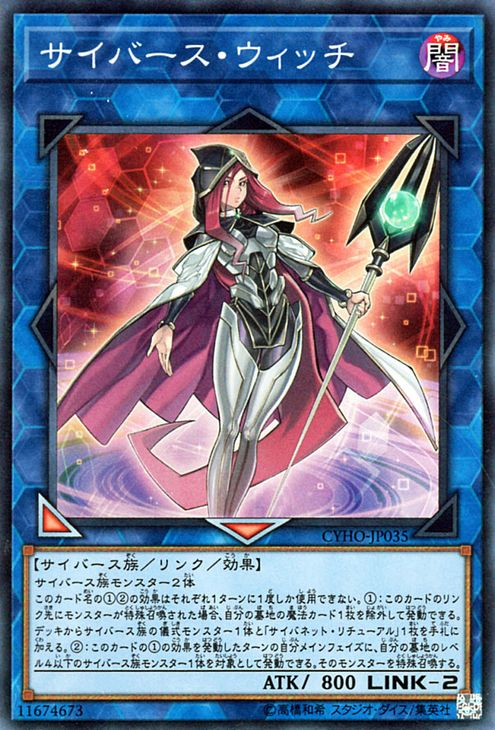 サイバース・ウィッチ
闇
CYHO-JP035
【サイバース族／リンク／効果】
サイバース族モンスター２体
このカード名の①②の効果はそれぞれ１ターンに１度しか使用できない。①：このカードのリン
ク先にモンスターが特殊召喚された場合、自分の墓地の魔法カード１枚を除外して発動できる。
デッキからサイバース族の儀式モンスター１体と「サイバネット・リチューアル」１枚を手札に
加える。②：このカードの①の効果を発動したターンの自分メインフェイズに、自分の墓地のレベ
ル４以下のサイバース族モンスター１体を対象として発動できる。そのモンスターを特殊召喚する。
ATK/ 800 LINK-2
11674673 ©高橋和希 スタジオ・ダイス/集英社